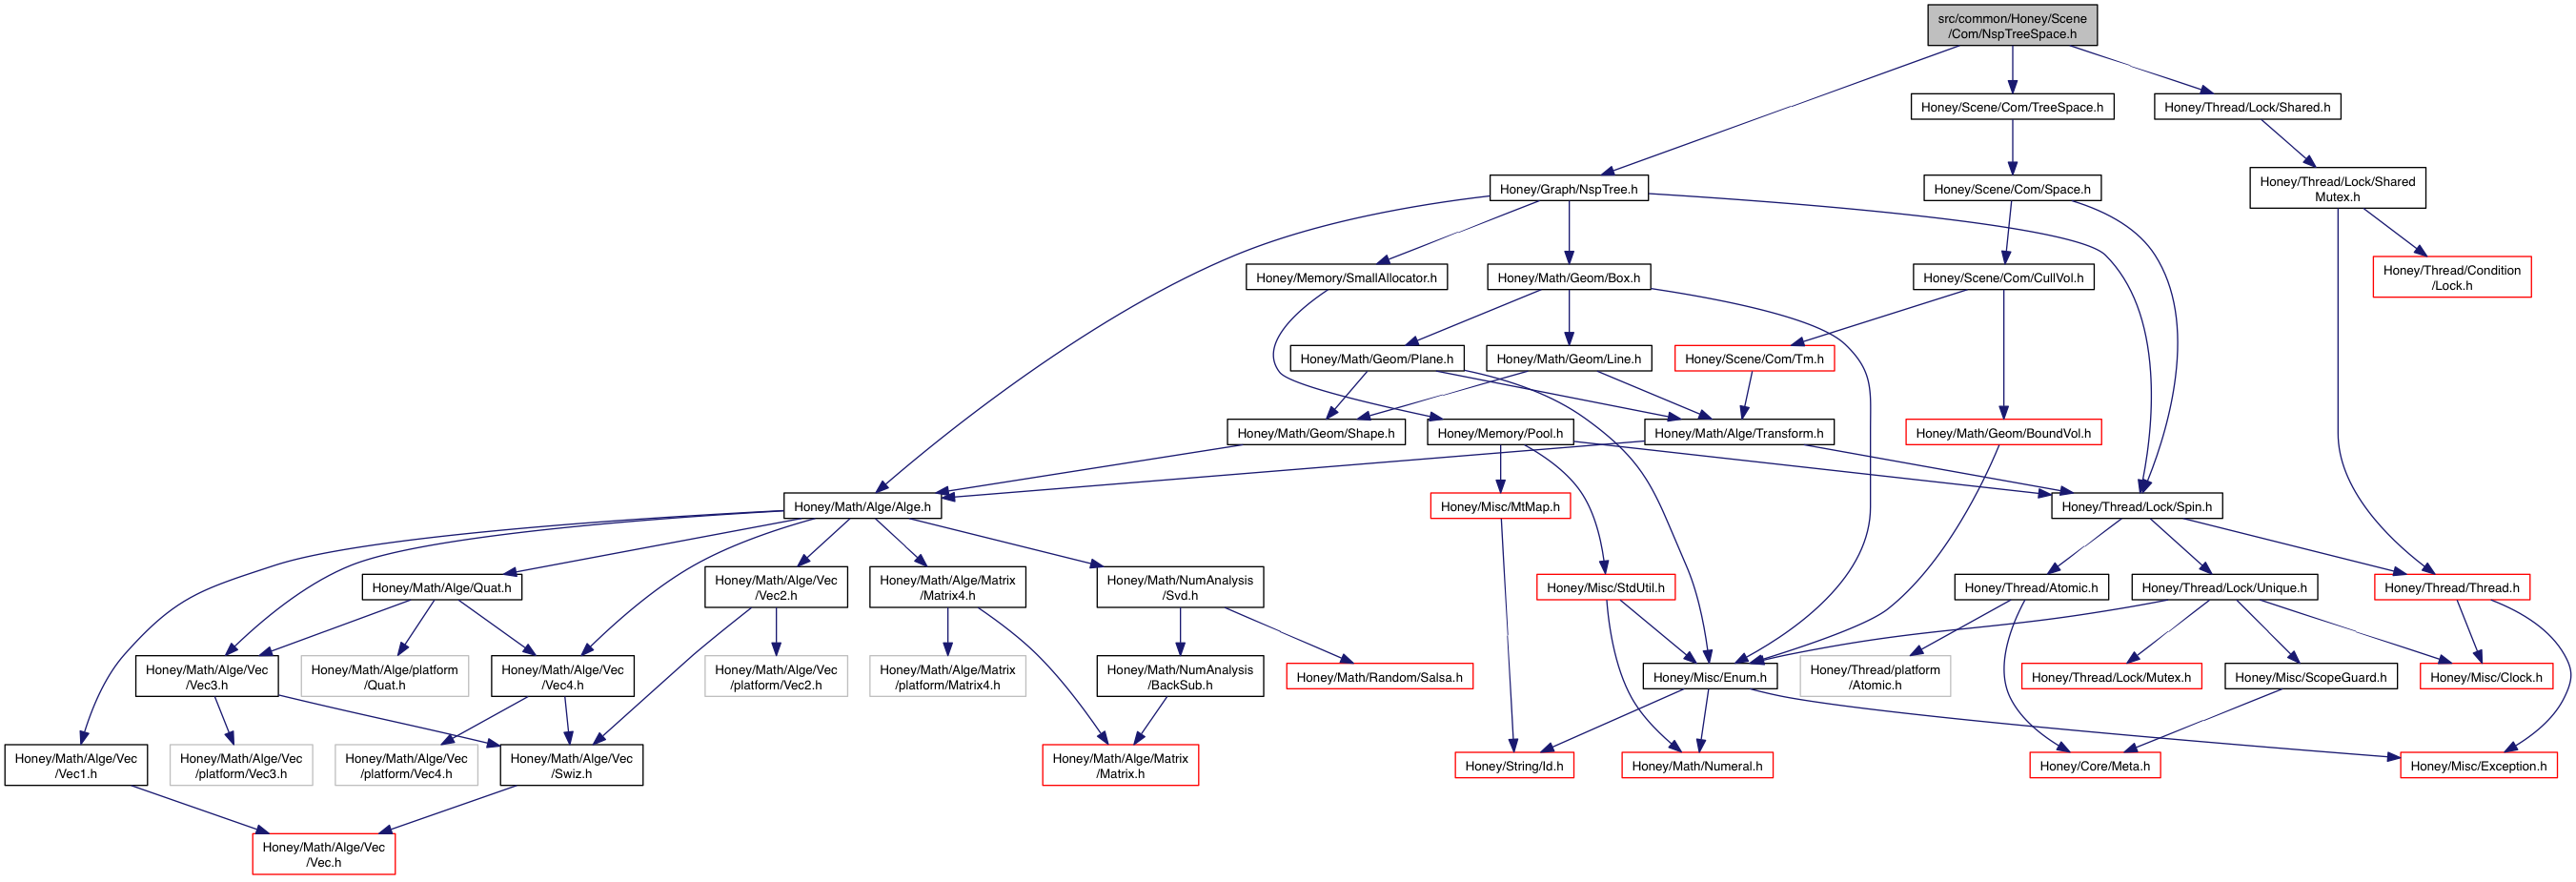 src/common/Honey/Scene
/Com/NspTreeSpace.h
Honey/Scene/Com/TreeSpace.h
Honey/Thread/Lock/Shared.h
Honey/Graph/NspTree.h
Honey/Scene/Com/Space.h
Honey/Thread/Lock/Shared
Mutex.h
Honey/Memory/SmallAllocator.h
Honey/Math/Geom/Box.h
Honey/Scene/Com/CullVol.h
Honey/Thread/Condition
/Lock.h
Honey/Math/Geom/Plane.h
Honey/Math/Geom/Line.h
Honey/Scene/Com/Tm.h
Honey/Math/Geom/Shape.h
Honey/Memory/Pool.h
Honey/Math/Alge/Transform.h
Honey/Math/Geom/BoundVol.h
Honey/Math/Alge/Alge.h
Honey/Misc/MtMap.h
Honey/Thread/Lock/Spin.h
Honey/Math/Alge/Quat.h
Honey/Math/Alge/Vec
/Vec2.h
Honey/Math/Alge/Matrix
/Matrix4.h
Honey/Math/NumAnalysis
/Svd.h
Honey/Misc/StdUtil.h
Honey/Thread/Atomic.h
Honey/Thread/Lock/Unique.h
Honey/Thread/Thread.h
Honey/Math/Alge/Vec
/Vec3.h
Honey/Math/Alge/platform
/Quat.h
Honey/Math/Alge/Vec
/Vec4.h
Honey/Math/Alge/Vec
/platform/Vec2.h
Honey/Math/Alge/Matrix
/platform/Matrix4.h
Honey/Math/NumAnalysis
/BackSub.h
Honey/Math/Random/Salsa.h
Honey/Misc/Enum.h
Honey/Thread/platform
/Atomic.h
Honey/Thread/Lock/Mutex.h
Honey/Misc/ScopeGuard.h
Honey/Misc/Clock.h
Honey/Math/Alge/Vec
/Vec1.h
Honey/Math/Alge/Vec
/platform/Vec3.h
Honey/Math/Alge/Vec
/platform/Vec4.h
Honey/Math/Alge/Vec
/Swiz.h
Honey/Math/Alge/Matrix
/Matrix.h
Honey/String/Id.h
Honey/Math/Numeral.h
Honey/Core/Meta.h
Honey/Misc/Exception.h
Honey/Math/Alge/Vec
/Vec.h